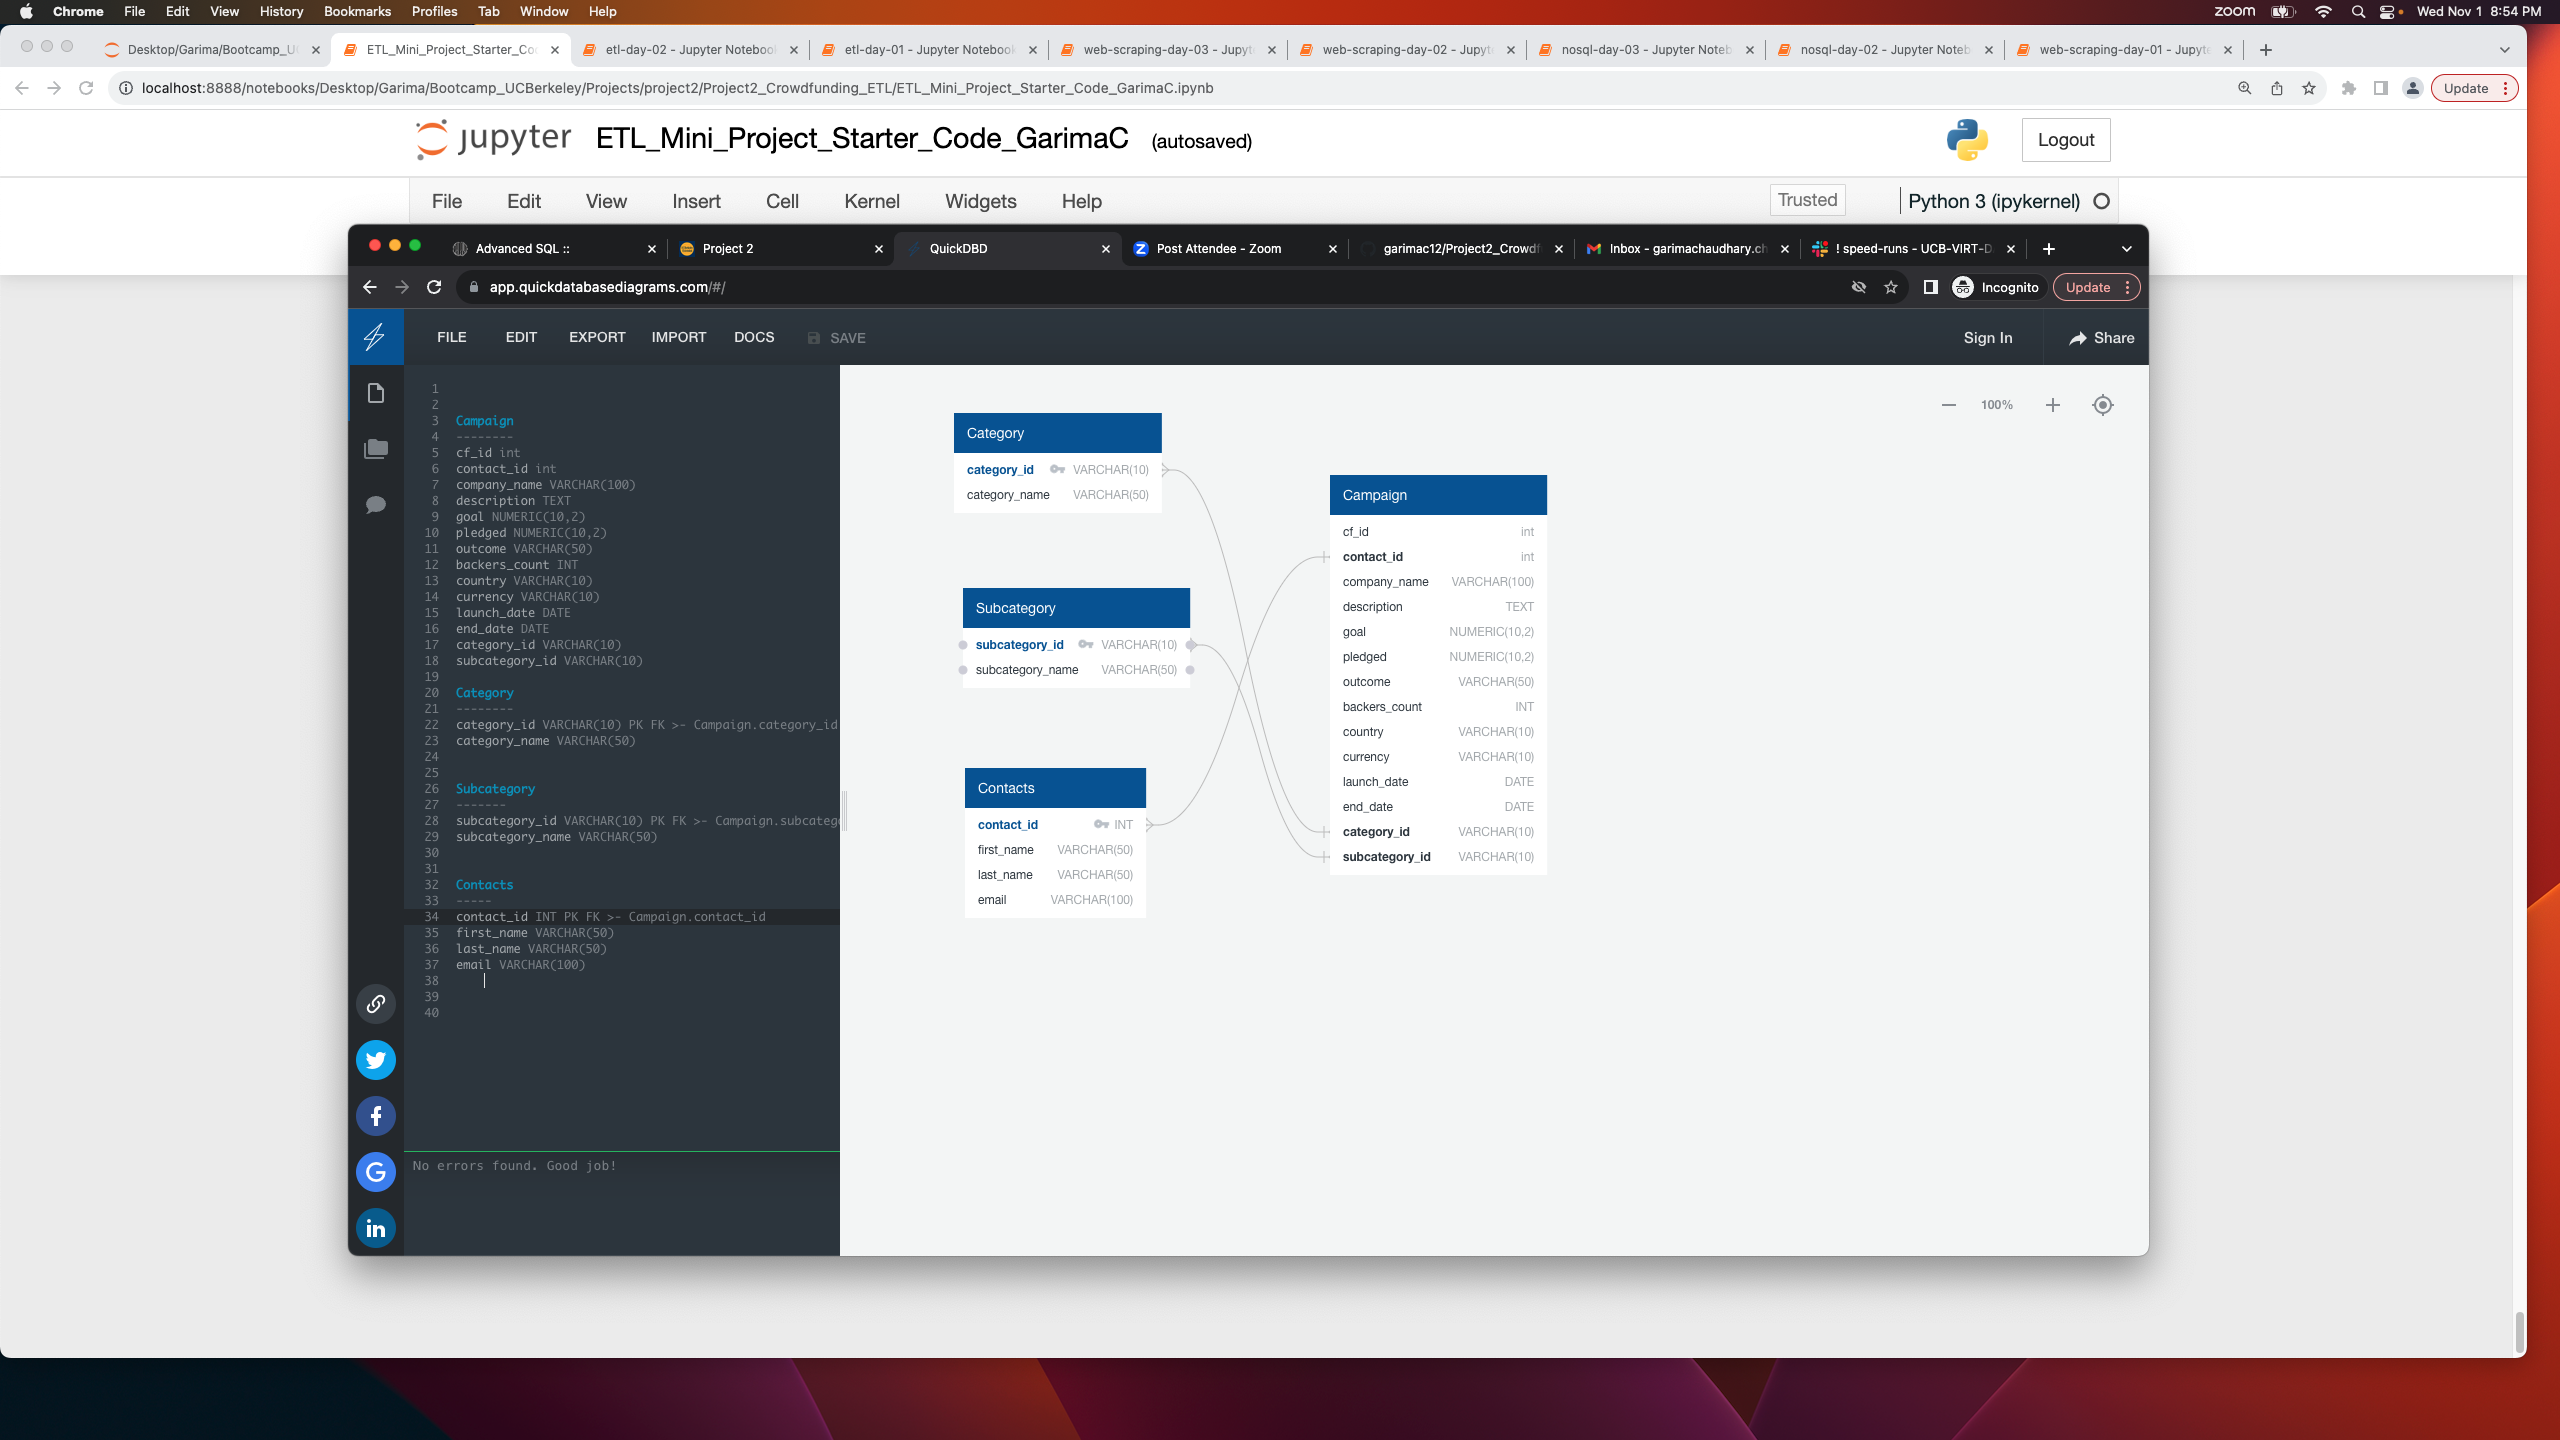 Chrome File Edit View History Bookmarks Profiles Tab Window Help
zoom Wed Nov 1 8:54 PM
Desktop/Garima/Bootcamp_U
ETL_Mini_Project_Starter_Co
etl-day-02 - Jupyter Notebook
etl-day-01 - Jupyter Notebook
web-scraping-day-03 - Jupyt
web-scraping-day-02 - Jupyt
nosql-day-03 - Jupyter Noteb
nosql-day-02 - Jupyter Noteb
web-scraping-day-01 - Jupyte
localhost:8888/notebooks/Desktop/Garima/Bootcamp_UCBerkeley/Projects/project2/Project2_Crowdfunding_ETL/ETL_Mini_Project_Starter_Code_GarimaC.ipynb
Update
jupyter ETL_Mini_Project_Starter_Code_GarimaC (autosaved)
Logout
File Edit View Insert Cell Kernel Widgets Help
Trusted
Python 3 (ipykernel)
Advanced SQL ::
Project 2
QuickDBD
Post Attendee - Zoom
garimac12/Project2_Crowdf
Inbox - garimachaudhary.ch
! speed-runs - UCB-VIRT-D
app.quickdatabasediagrams.com/#/
Incognito
Update
FILE EDIT EXPORT IMPORT DOCS SAVE
Sign In
Share
1
2
3 Campaign
4 --------
5 cf_id int
6 contact_id int
7 company_name VARCHAR(100)
8 description TEXT
9 goal NUMERIC(10,2)
10 pledged NUMERIC(10,2)
11 outcome VARCHAR(50)
12 backers_count INT
13 country VARCHAR(10)
14 currency VARCHAR(10)
15 launch_date DATE
16 end_date DATE
17 category_id VARCHAR(10)
18 subcategory_id VARCHAR(10)
19
20 Category
21 --------
22 category_id VARCHAR(10) PK FK >- Campaign.category_id
23 category_name VARCHAR(50)
24
25
26 Subcategory
27 -------
28 subcategory_id VARCHAR(10) PK FK >- Campaign.subcateg
29 subcategory_name VARCHAR(50)
30
31
32 Contacts
33 -----
34 contact_id INT PK FK >- Campaign.contact_id
35 first_name VARCHAR(50)
36 last_name VARCHAR(50)
37 email VARCHAR(100)
38
39
40
No errors found. Good job!
100%
Category
category_id VARCHAR(10)
category_name VARCHAR(50)
Subcategory
subcategory_id VARCHAR(10)
subcategory_name VARCHAR(50)
Contacts
contact_id INT
first_name VARCHAR(50)
last_name VARCHAR(50)
email VARCHAR(100)
Campaign
cf_id int
contact_id int
company_name VARCHAR(100)
description TEXT
goal NUMERIC(10,2)
pledged NUMERIC(10,2)
outcome VARCHAR(50)
backers_count INT
country VARCHAR(10)
currency VARCHAR(10)
launch_date DATE
end_date DATE
category_id VARCHAR(10)
subcategory_id VARCHAR(10)